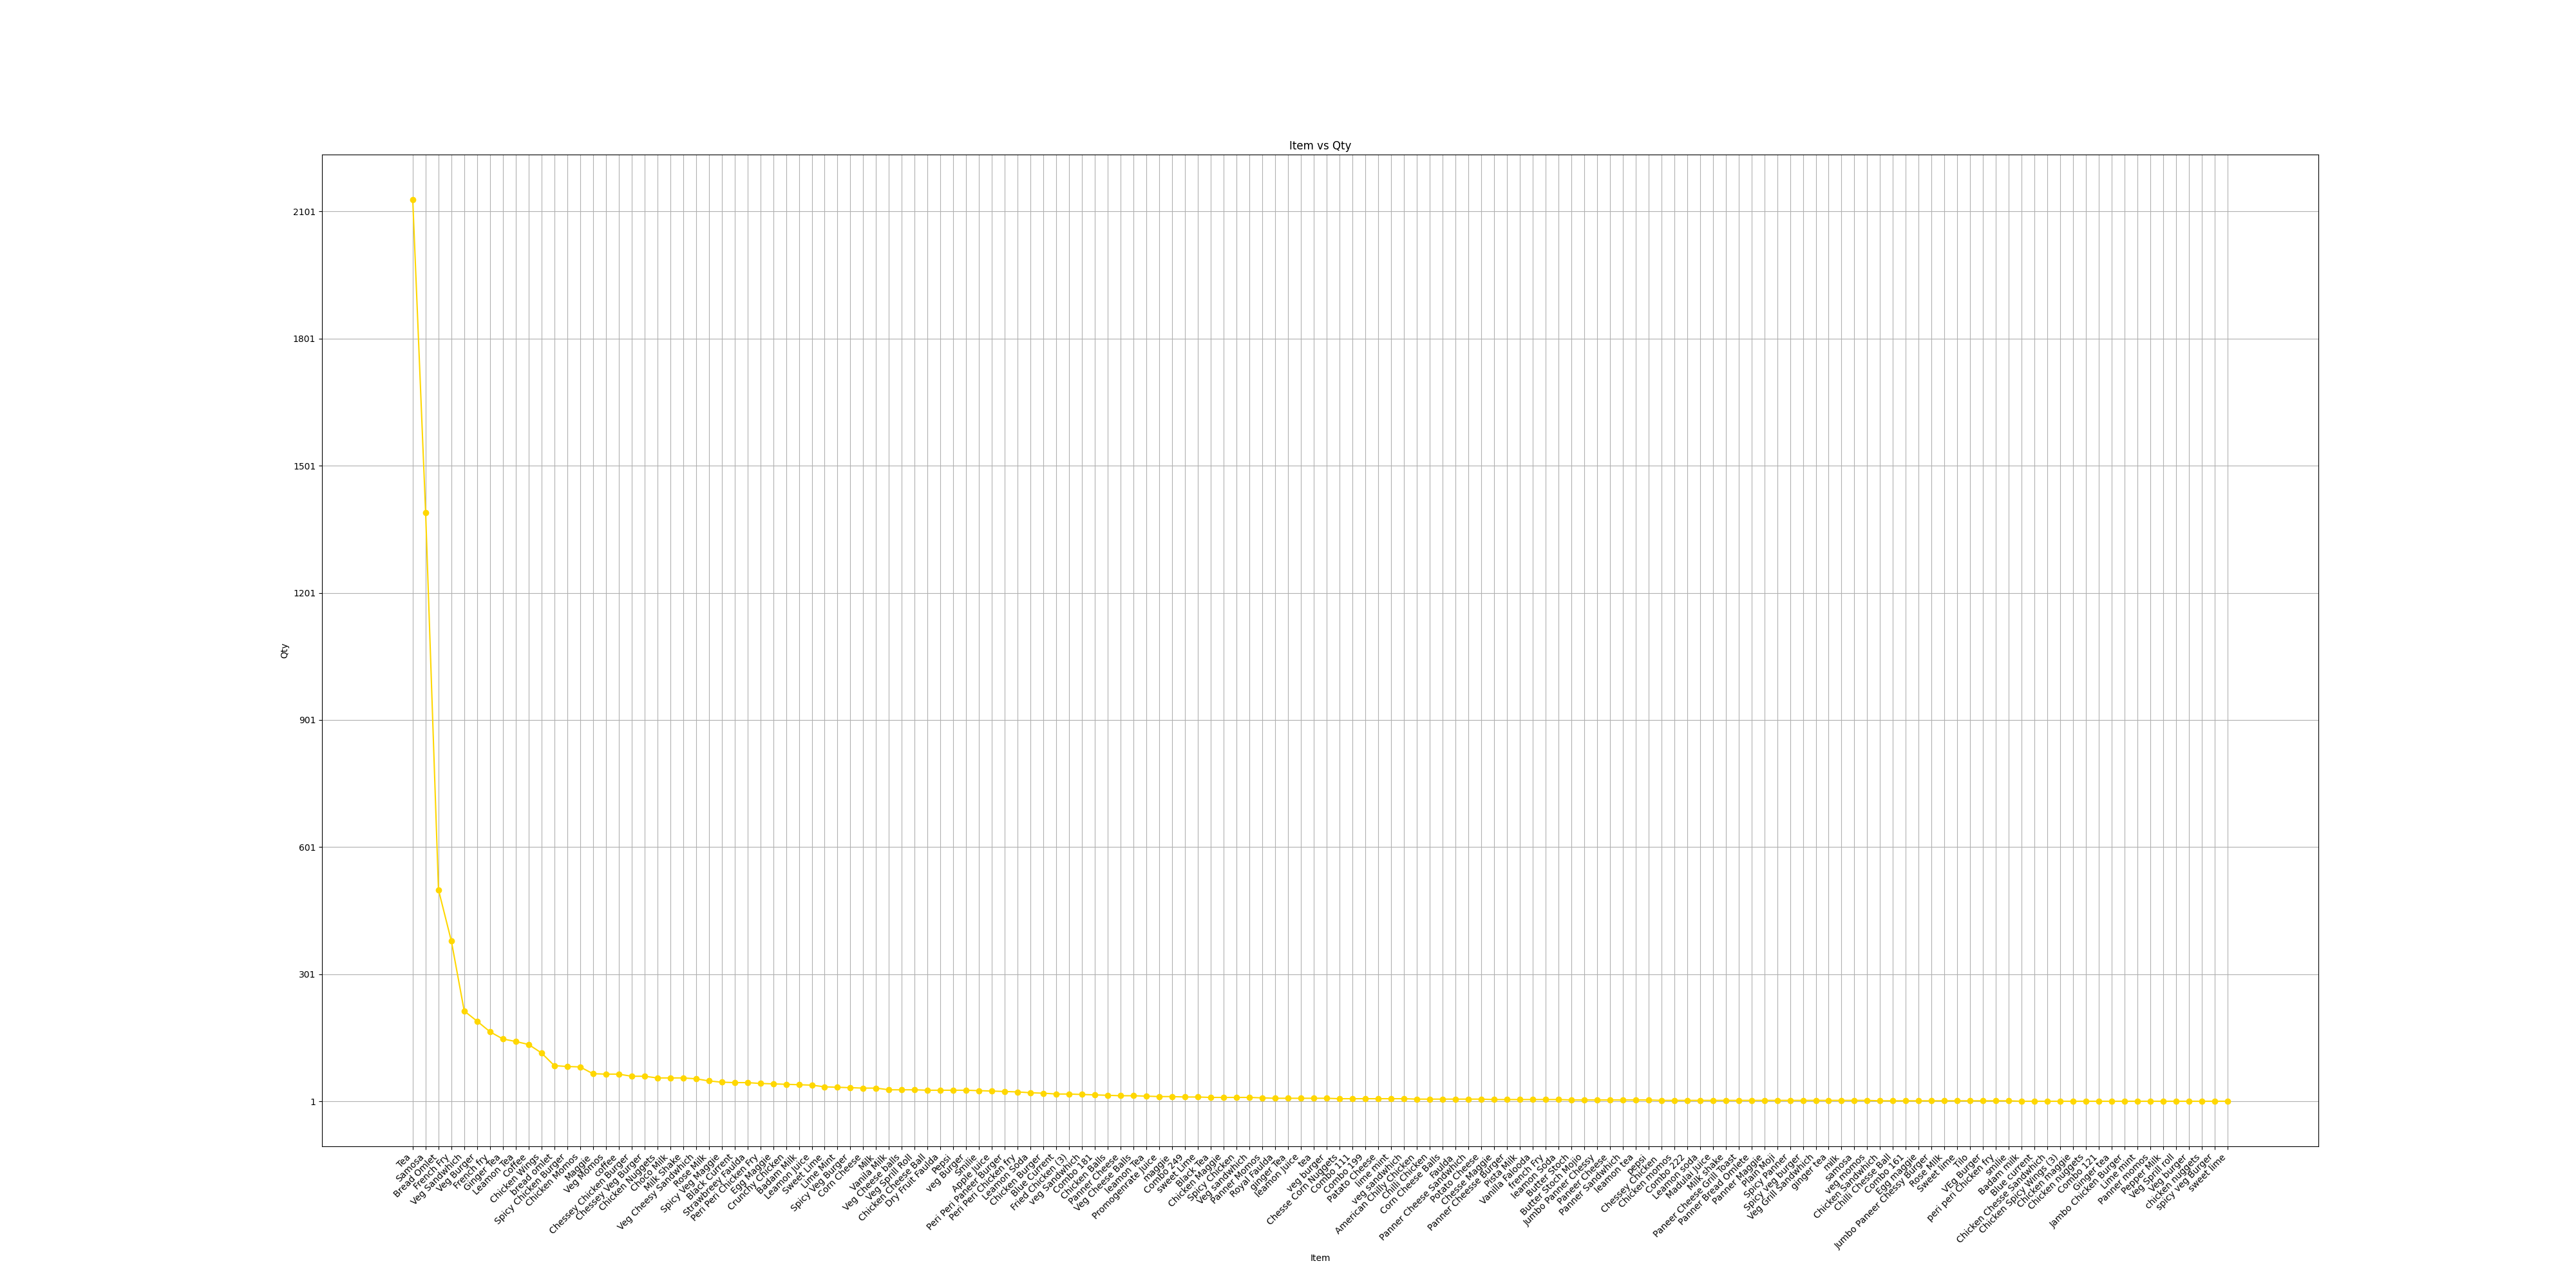 Item vs Qty
2101
1801
1501
1201
901
601
301
1
Qty
Tea
Samosa
Bread Omlet
French Fry
Veg Sandwich
Veg Burger
French fry
Ginger Tea
Leamon Tea
Coffee
Chicken Wings
bread omlet
Spicy Chicken Burger
Chicken Momos
Maggie
Veg Momos
coffee
Chicken Burger
Chessey Veg Burger
Chicken Nuggets
Choco Milk
Milk Shake
Veg Cheesy Sandwich
Rose Milk
Spicy Veg Maggie
Black Current
Strawbreey Faulda
Peri Peri Chicken Fry
Egg Maggie
Crunchy Chicken
Badam Milk
Leamon Juice
Sweet Lime
Lime Mint
Spicy Veg Burger
Corn Cheese
Milk
Vanila Milk
Veg Cheese balls
Veg Sprill Roll
Chicken Cheese Ball
Dry Fruit Faulda
Pepsi
veg Burger
Smilie
Apple Juice
Peri Peri Paneer Burger
Peri Peri Chicken fry
Leamon Soda
Chicken Burger
Blue Current
Fried Chicken (3)
veg Sandwich
Combo 181
Chicken Balls
Panner Cheese
Veg Cheese Balls
leamon Tea
Promogenrate Juice
maggie
Combo 249
sweet Lime
Black Tea
Chicken Maggie
Spicy Chicken
Veg sandwich
Panner Momos
Royal Faulda
ginger Tea
leamon juice
tea
veg burger
Chesse Corn Nuggets
Combo 111
Combo 199
Patato Cheese
lime mint
veg sandwich
American Chilly Chicken
Chilli Chicken
Corn Cheese Balls
Faulda
Panner Cheese Sandwhich
Potato Cheese
Cheese Maggie
Panner Cheese Burger
Pista Milk
Vanilla Falooda
french Fry
leamon Soda
Butter Stoch
Buttush Mojio
Jumbo Panner Chessy
Paneer Cheese
Panner Sandwhich
leamon tea
pepsi
Chessey chicken
Chicken momos
Combo 222
Leamon soda
Madhulai Juice
Mango shake
Paneer Cheese Grill Toast
Panner Bread Omlete
Panner Maggie
Plain Moji
Spicy Panner
Spicy veg burger
Veg Grill Sandwhich
ginger tea
milk
samosa
veg momos
Chicken Sandwhich
Chilli Chesse Ball
Combo 161
Egg maggie
Jumbo Paneer Chessy Burger
Rose MIlk
Sweet lime
Tilo
VEg Burger
peri peri Chicken fry
smilie
Badam milk
Blue current
Chicken Chesse Sandwich
Chicken Spicy Wings (3)
Chicken maggie
Chicken nuggets
Combo 121
Ginger tea
Jambo Chicken Burger
Lime mint
Panner momos
Pepper Milk
Veg Sprill roll
Veg burger
chicken nuggets
spicy veg Burger
sweet lime
Item